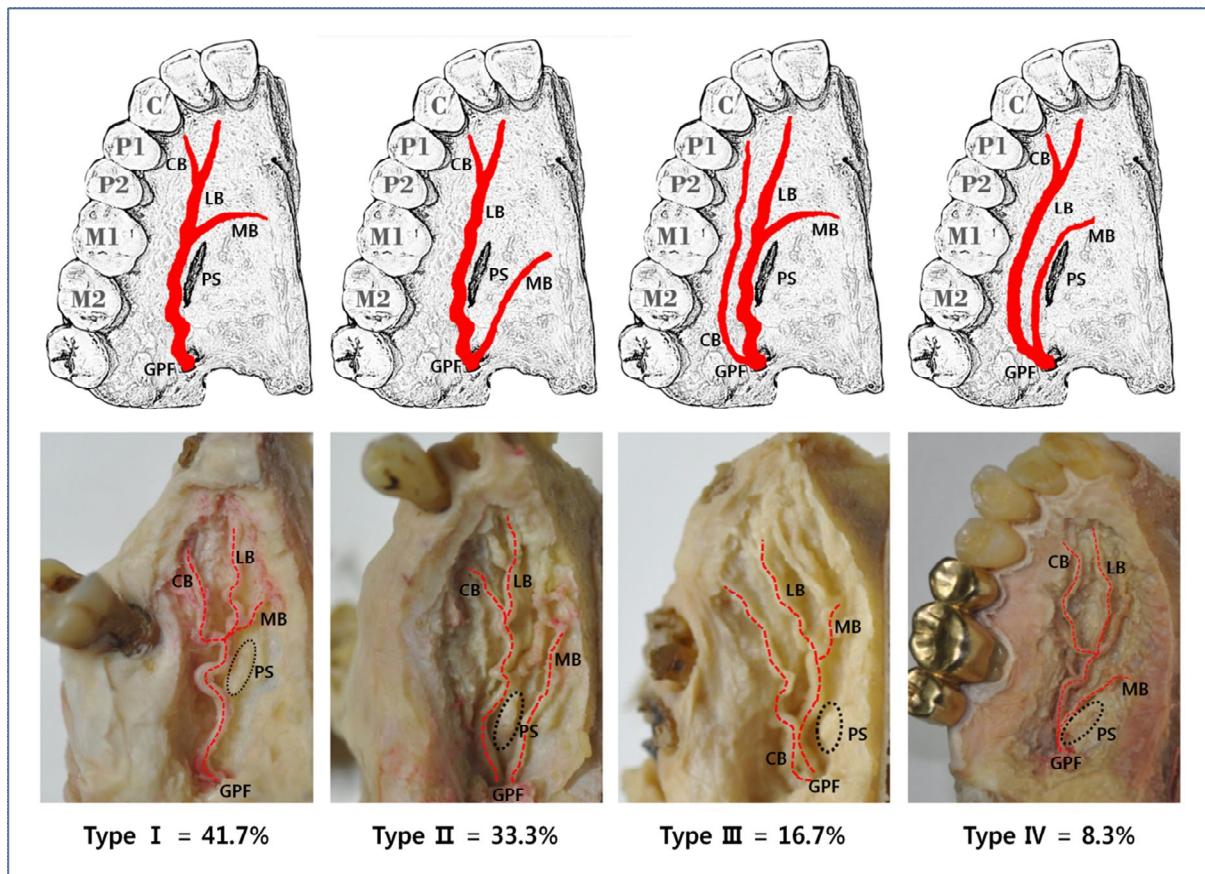 C
P1
P2
M1
M2
CB
LB
MB
PS
GPF
C
P1
P2
M1
M2
CB
LB
MB
PS
GPF
C
P1
P2
M1
M2
LB
MB
PS
CB
GPF
C
P1
P2
M1
M2
CB
LB
MB
PS
GPF
CB
LB
MB
PS
GPF
CB
LB
MB
PS
GPF
LB
MB
PS
CB
GPF
CB
LB
MB
PS
GPF
Type Ⅰ = 41.7%
Type Ⅱ = 33.3%
Type Ⅲ = 16.7%
Type Ⅳ = 8.3%